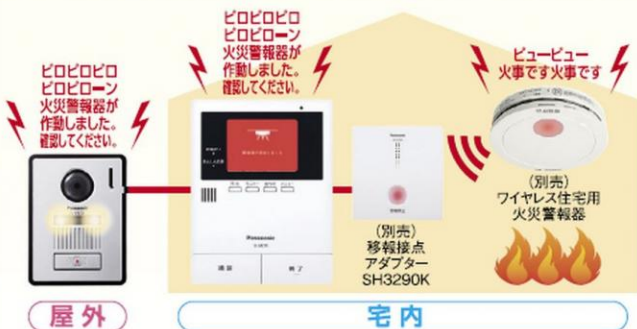 ピロピロピロ
ピロピローン
火災警報器が
作動しました。
確認してください。
ピロピロピロ
ピロピローン
火災警報器が
作動しました。
確認してください。
ピューピュー
火事です火事です
Panasonic
Panasonic
通話
終了
Panasonic
(別売)
移報接点
アダプター
SH3290K
(別売)
ワイヤレス住宅用
火災警報器
屋外
宅内